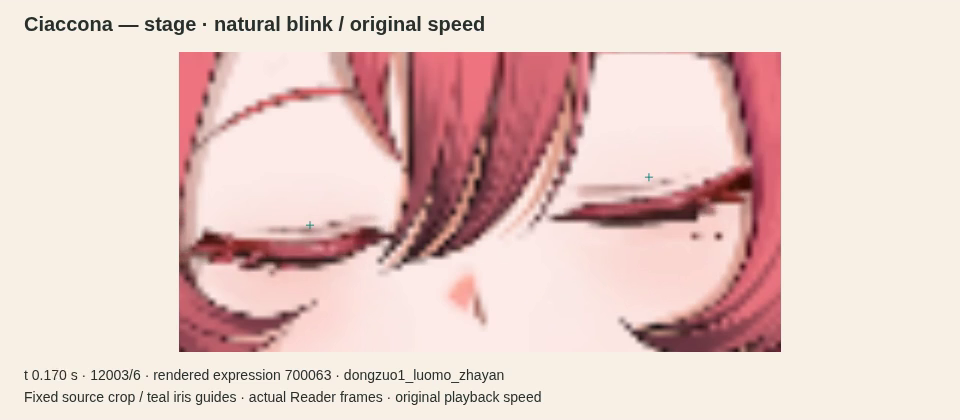 Ciaccona — stage · natural blink / original speed
t 0.170 s · 12003/6 · rendered expression 700063 · dongzuo1_luomo_zhayan
Fixed source crop / teal iris guides · actual Reader frames · original playback speed